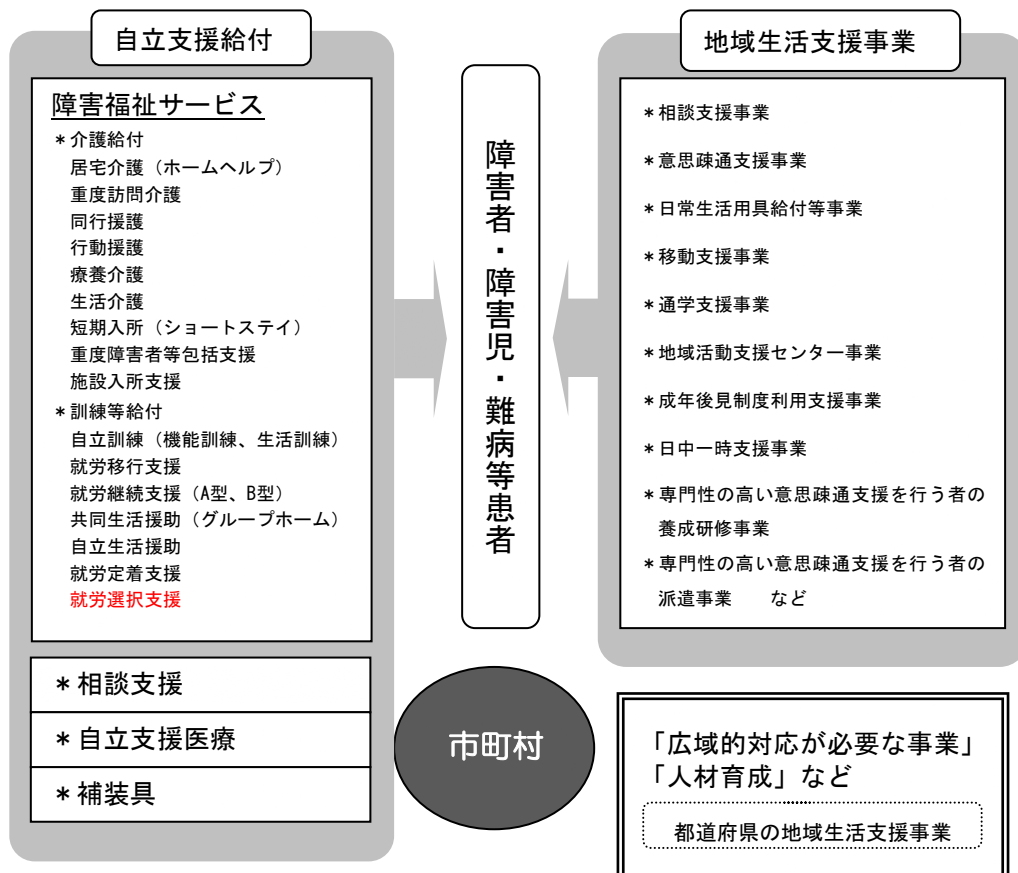 自立支援給付
障害福祉サービス
＊介護給付
居宅介護（ホームヘルプ）
重度訪問介護
同行援護
行動援護
療養介護
生活介護
短期入所（ショートステイ）
重度障害者等包括支援
施設入所支援
＊訓練等給付
自立訓練（機能訓練、生活訓練）
就労移行支援
就労継続支援（A型、B型）
共同生活援助（グループホーム）
自立生活援助
就労定着支援
就労選択支援
＊相談支援
＊自立支援医療
＊補装具
障害者・障害児・難病等患者
市町村
地域生活支援事業
＊相談支援事業
＊意思疎通支援事業
＊日常生活用具給付等事業
＊移動支援事業
＊通学支援事業
＊地域活動支援センター事業
＊成年後見制度利用支援事業
＊日中一時支援事業
＊専門性の高い意思疎通支援を行う者の
養成研修事業
＊専門性の高い意思疎通支援を行う者の
派遣事業　　など
「広域的対応が必要な事業」
「人材育成」など
都道府県の地域生活支援事業